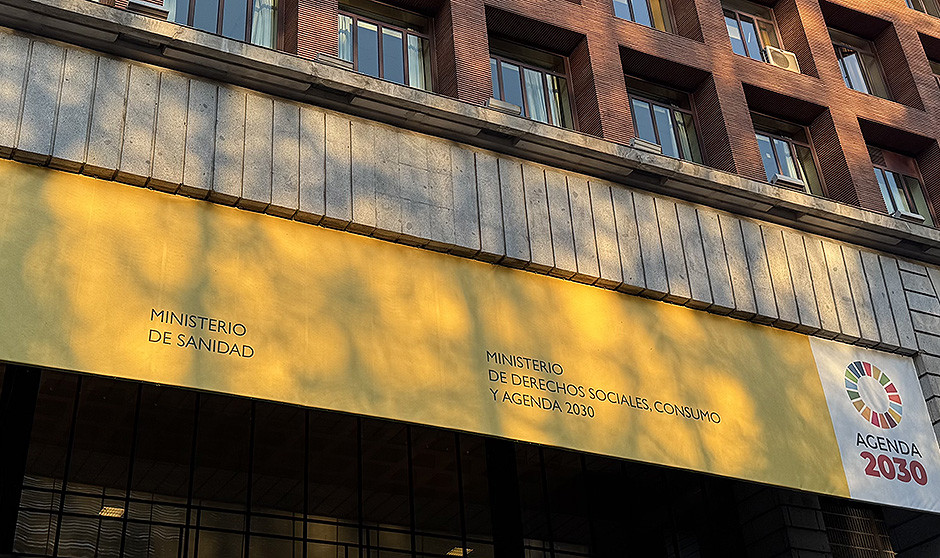 MINISTERIO
DE SANIDAD
MINISTERIO
DE DERECHOS SOCIALES, CONSUMO
Y AGENDA 2030
AGENDA
2030